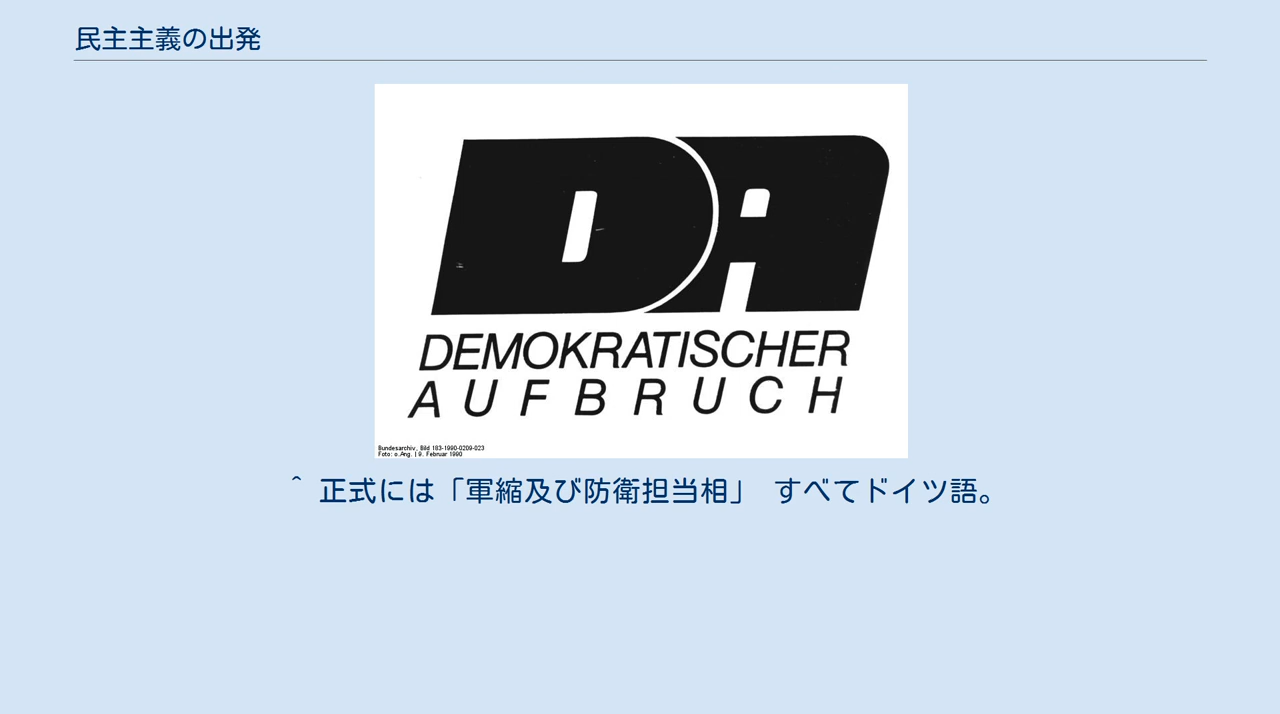 民主主義の出発
DA
DEMOKRATISCHER
AUFBRUCH
Bundesarchiv, Bild 183-1990-0209-023
Foto: o.Ang. | 9. Februar 1990
^ 正式には「軍縮及び防衛担当相」 すべてドイツ語。